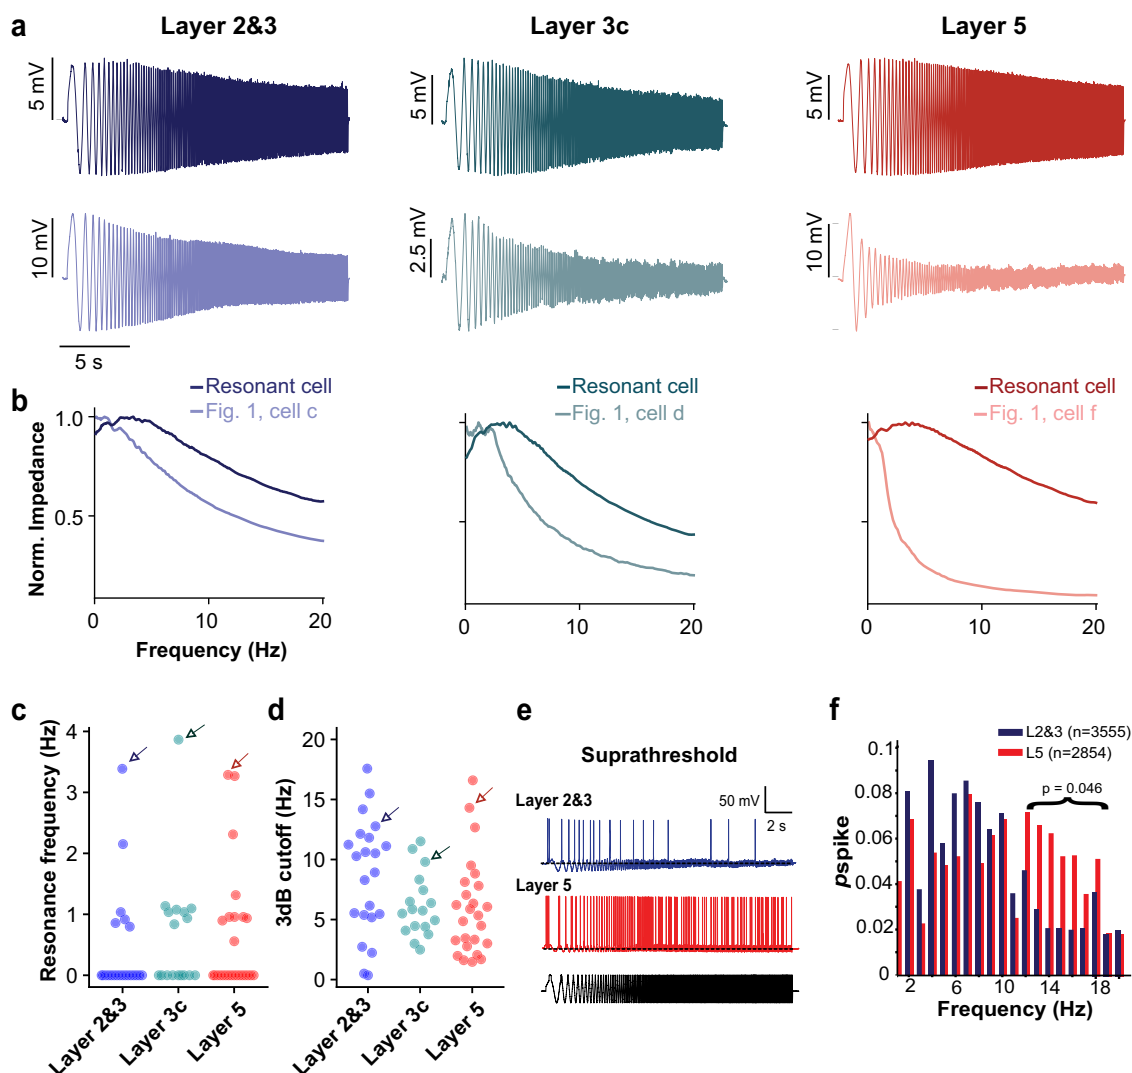 a
Layer 2&3
Layer 3c
Layer 5
5 mV
5 mV
5 mV
10 mV
2.5 mV
10 mV
5 s
b
Resonant cell
Fig. 1, cell c
Resonant cell
Fig. 1, cell d
Resonant cell
Fig. 1, cell f
Norm. Impedance
1.0
0.5
0 10 20
0 10 20
0 10 20
Frequency (Hz)
c
Resonance frequency (Hz)
4
3
2
1
0
Layer 2&3
Layer 3c
Layer 5
d
3dB cutoff (Hz)
20
15
10
5
0
Layer 2&3
Layer 3c
Layer 5
e
Suprathreshold
50 mV
2 s
Layer 2&3
Layer 5
f
L2&3 (n=3555)
L5 (n=2854)
p = 0.046
pspike
0.1
0.08
0.06
0.04
0.02
0
2 6 10 14 18
Frequency (Hz)